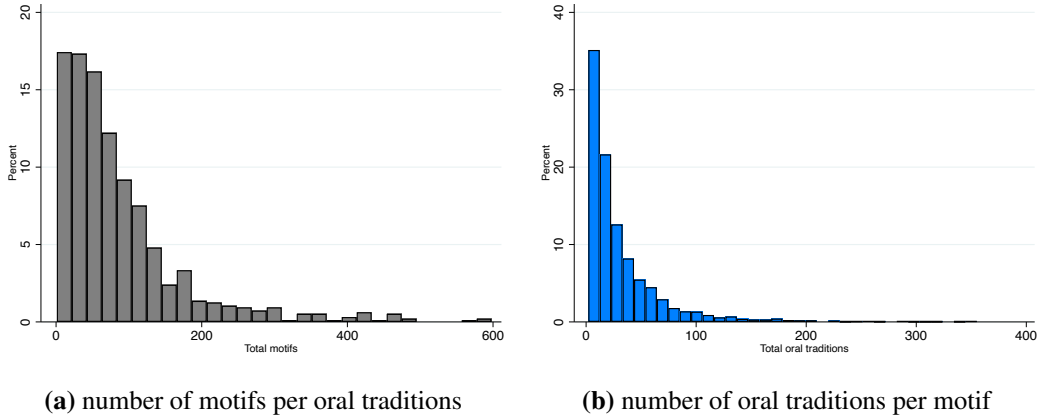 20
15
10
5
0
Percent
0 200 400 600
Total motifs
(a) number of motifs per oral traditions
40
30
20
10
0
Percent
0 100 200 300 400
Total oral traditions
(b) number of oral traditions per motif